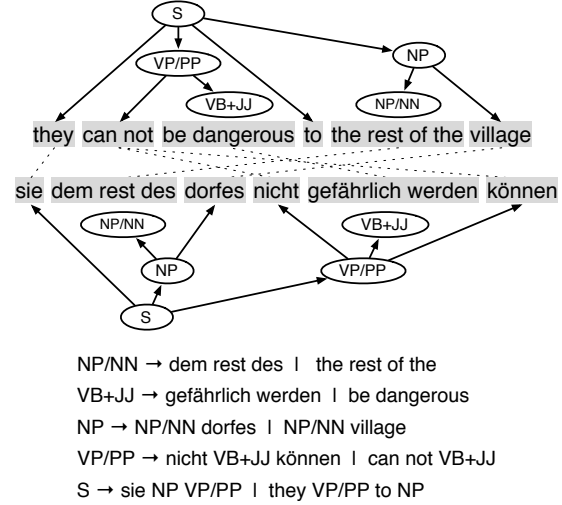 S
VP/PP
NP
VB+JJ
NP/NN
they can not be dangerous to the rest of the village
sie dem rest des dorfes nicht gefährlich werden können
NP/NN
VB+JJ
NP
VP/PP
S
NP/NN → dem rest des | the rest of the
VB+JJ → gefährlich werden | be dangerous
NP → NP/NN dorfes | NP/NN village
VP/PP → nicht VB+JJ können | can not VB+JJ
S → sie NP VP/PP | they VP/PP to NP